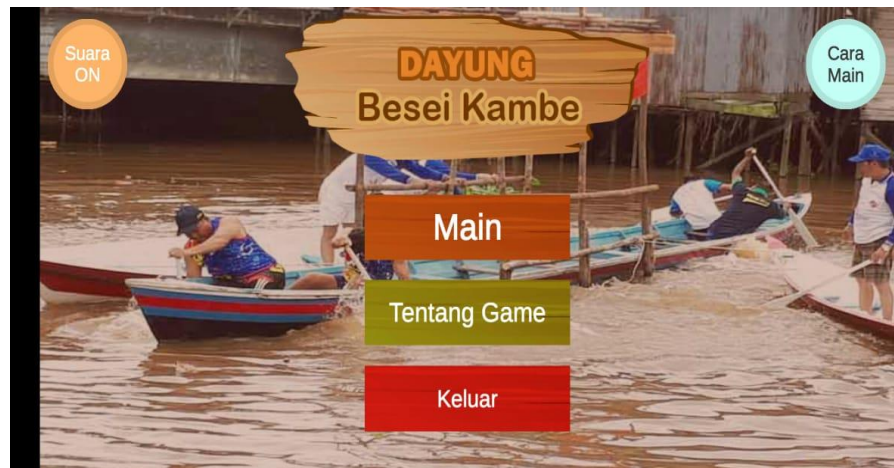 Suara
ON
DAYUNG
Besei Kambe
Cara
Main
Main
Tentang Game
Keluar